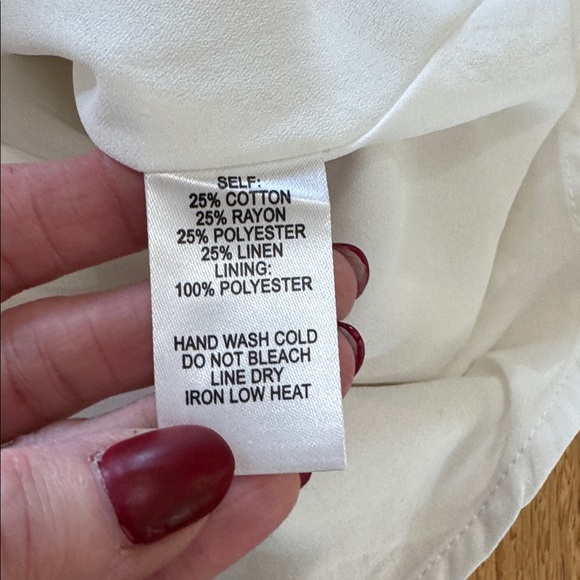 SELF:
25% COTTON
25% RAYON
25% POLYESTER
25% LINEN
LINING:
100% POLYESTER
HAND WASH COLD
DO NOT BLEACH
LINE DRY
IRON LOW HEAT